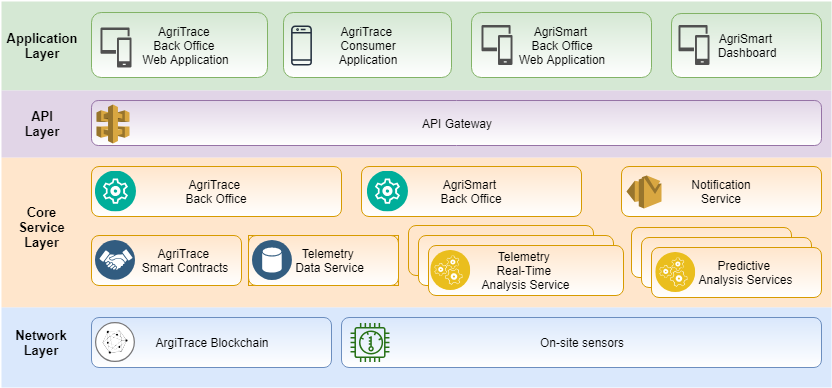 Application
Layer
AgriTrace
Back Office
Web Application
AgriTrace
Consumer
Application
AgriSmart
Back Office
Web Application
AgriSmart
Dashboard
API
Layer
API Gateway
Core
Service
Layer
AgriTrace
Back Office
AgriSmart
Back Office
Notification
Service
AgriTrace
Smart Contracts
Telemetry
Data Service
Telemetry
Real-Time
Analysis Service
Predictive
Analysis Services
Network
Layer
ArgiTrace Blockchain
On-site sensors